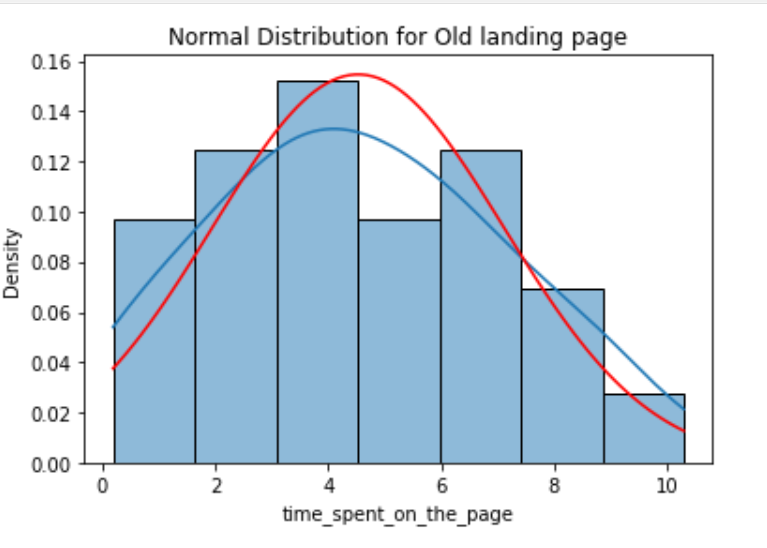 Normal Distribution for Old landing page
0.16
0.14
0.12
0.10
0.08
0.06
0.04
0.02
0.00
Density
0 2 4 6 8 10
time_spent_on_the_page